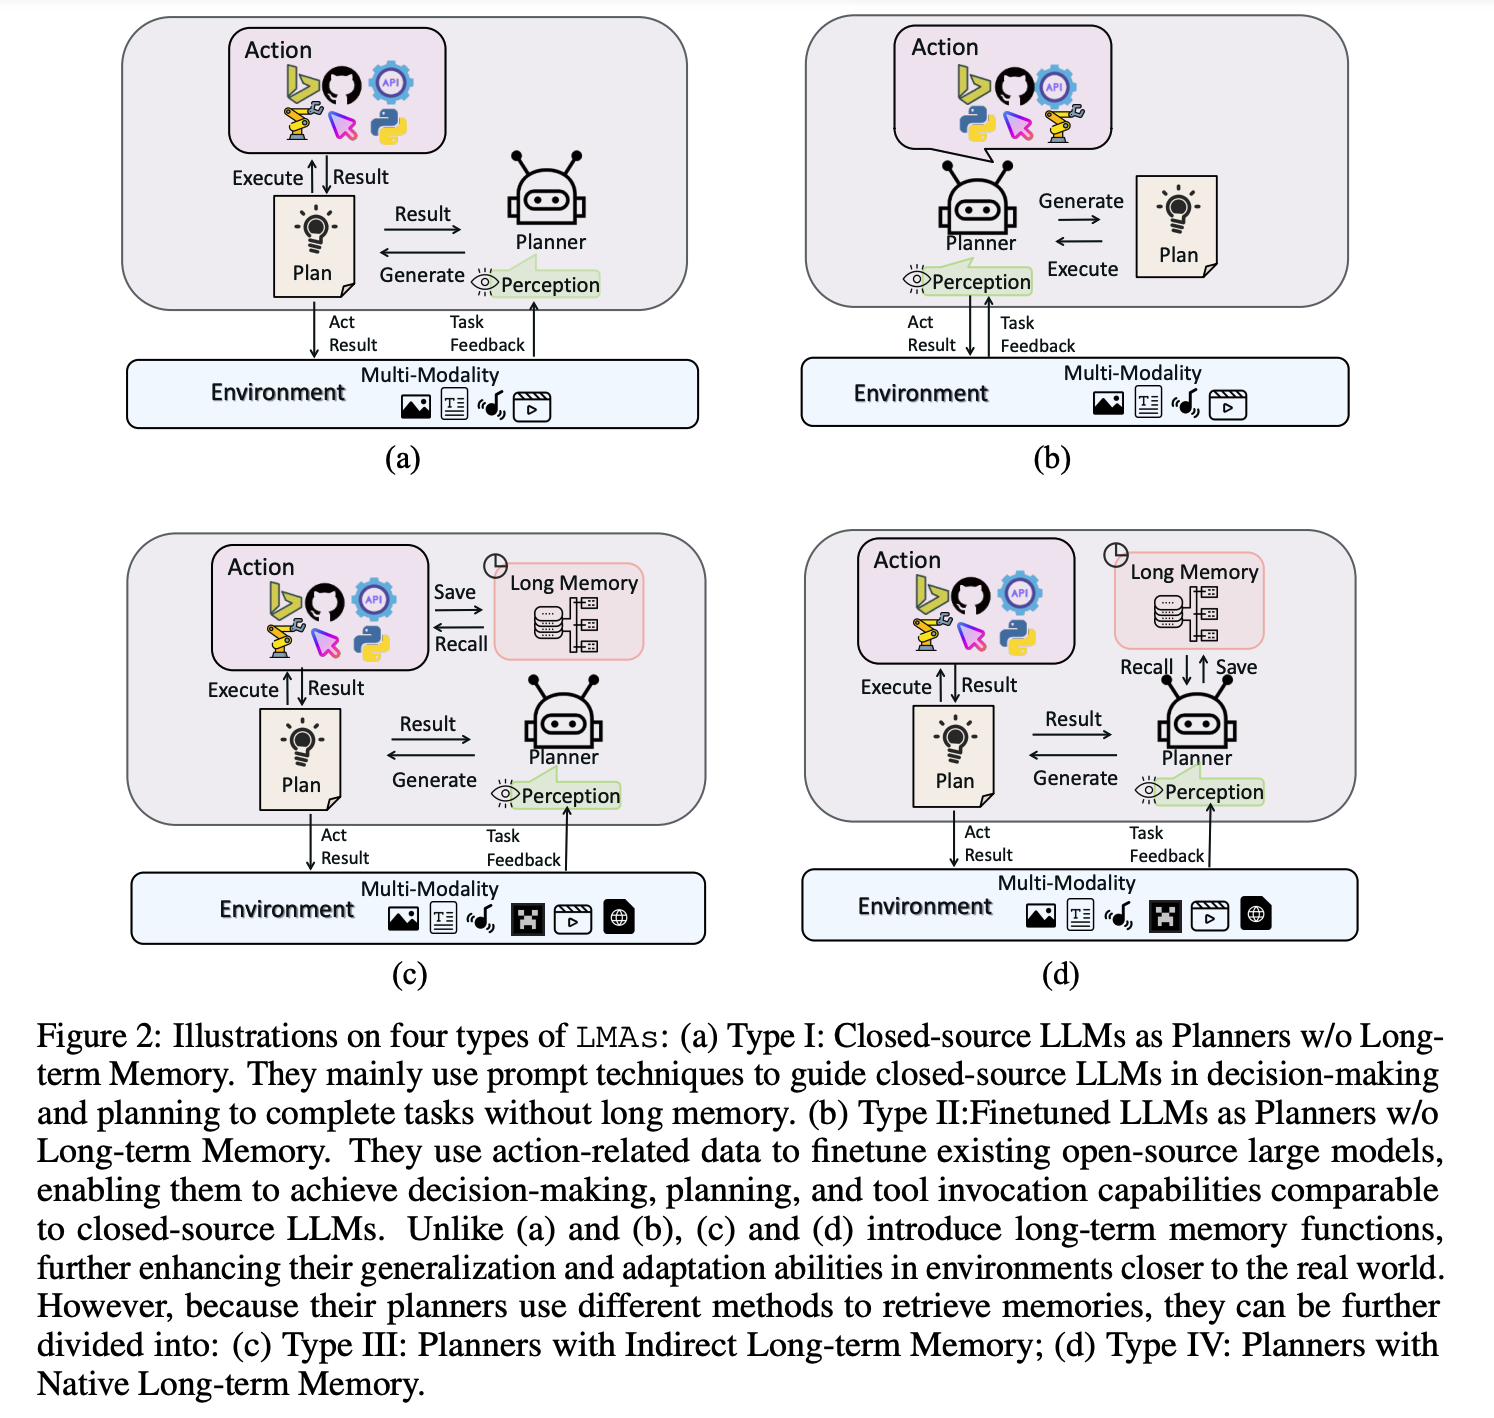 Action
API
Execute
Result
Plan
Result
Generate
Planner
Perception
Act
Result
Task
Feedback
Environment
Multi-Modality
T
(a)
Action
API
Planner
Perception
Generate
Execute
Plan
Act
Result
Task
Feedback
Environment
Multi-Modality
T
(b)
Action
API
Save
Recall
Long Memory
Execute
Result
Plan
Result
Generate
Planner
Perception
Act
Result
Task
Feedback
Environment
Multi-Modality
T
(c)
Action
API
Long Memory
Recall
Save
Execute
Result
Plan
Result
Generate
Planner
Perception
Act
Result
Task
Feedback
Environment
Multi-Modality
T
(d)
Figure 2: Illustrations on four types of LMAs: (a) Type I: Closed-source LLMs as Planners w/o Long-
term Memory. They mainly use prompt techniques to guide closed-source LLMs in decision-making
and planning to complete tasks without long memory. (b) Type II:Finetuned LLMs as Planners w/o
Long-term Memory. They use action-related data to finetune existing open-source large models,
enabling them to achieve decision-making, planning, and tool invocation capabilities comparable
to closed-source LLMs. Unlike (a) and (b), (c) and (d) introduce long-term memory functions,
further enhancing their generalization and adaptation abilities in environments closer to the real world.
However, because their planners use different methods to retrieve memories, they can be further
divided into: (c) Type III: Planners with Indirect Long-term Memory; (d) Type IV: Planners with
Native Long-term Memory.